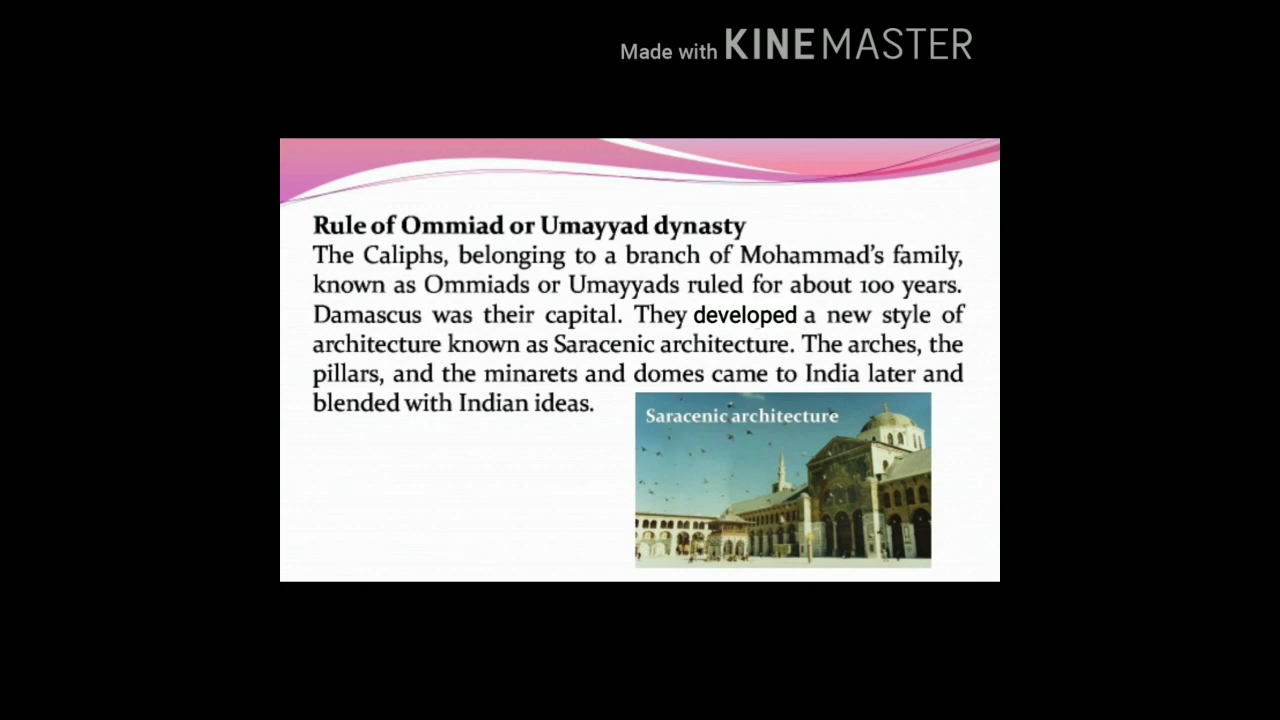 Made with KINEMASTER
Rule of Ommiad or Umayyad dynasty
The Caliphs, belonging to a branch of Mohammad's family,
known as Ommiads or Umayyads ruled for about 100 years.
Damascus was their capital. They developed a new style of
architecture known as Saracenic architecture. The arches, the
pillars, and the minarets and domes came to India later and
blended with Indian ideas.
Saracenic architecture